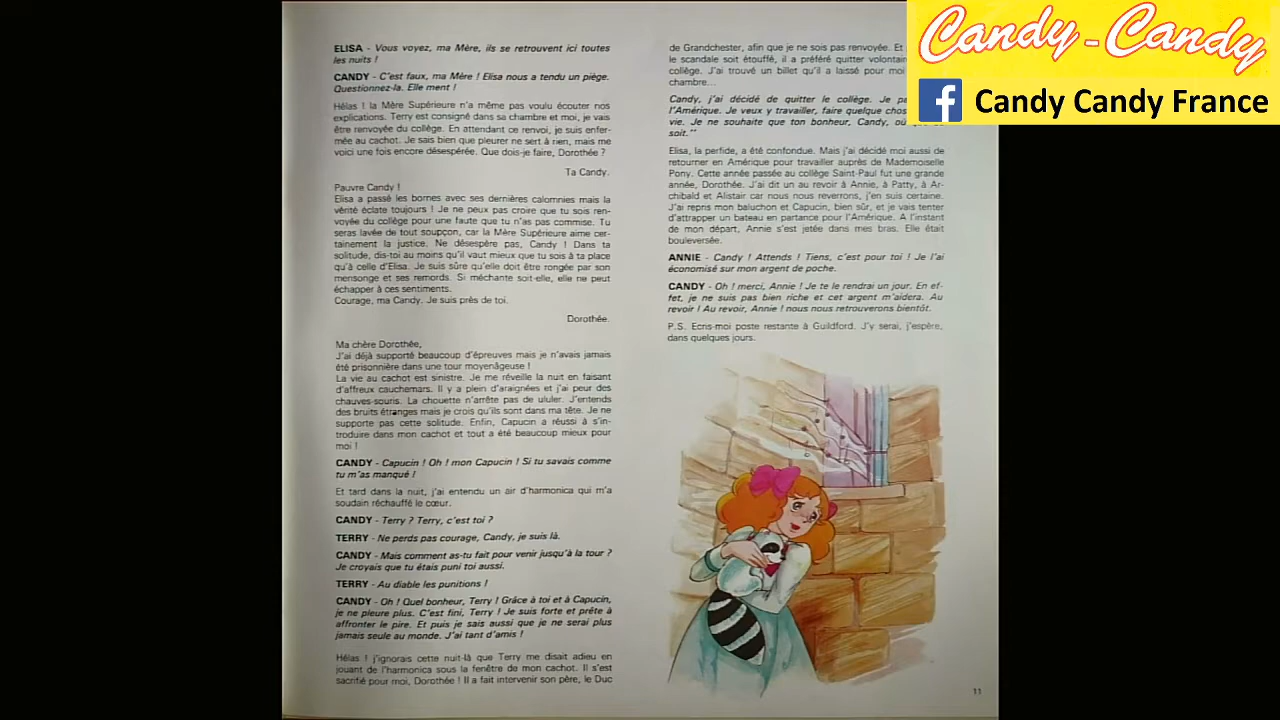 ELISA - Vous voyez, ma Mère, ils se retrouvent ici toutes
les nuits !
CANDY - C'est faux, ma Mère ! Elisa nous a tendu un piège.
Questionnez-la. Elle ment !
Hélas ! la Mère Supérieure n'a même pas voulu écouter nos
explications. Terry est consigné dans sa chambre et moi, je vais
être renvoyée du collège. En attendant ce renvoi, je suis enfer-
mée au cachot. Je sais bien que pleurer ne sert à rien, mais me
voici une fois encore désespérée. Que dois-je faire, Dorothée ?
Ta Candy.
Pauvre Candy !
Elisa a passé les bornes avec ses dernières calomnies mais la
vérité éclate toujours ! Je ne peux pas croire que tu sois ren-
voyée du collège pour une faute que tu n'as pas commise. Tu
seras lavée de tout soupçon, car la Mère Supérieure aime cer-
tainement la justice. Ne désespère pas, Candy ! Dans ta
solitude, dis-toi au moins qu'il vaut mieux que tu sois à ta place
qu'à celle d'Elisa. Je suis sûre qu'elle doit être rongée par son
mensonge et ses remords. Si méchante soit-elle, elle ne peut
échapper à ces sentiments.
Courage, ma Candy. Je suis près de toi.
Dorothée.
Ma chère Dorothée,
J'ai déjà supporté beaucoup d'épreuves mais je n'avais jamais
été prisonnière dans une tour moyenâgeuse !
La vie au cachot est sinistre. Je me réveille la nuit en faisant
d'affreux cauchemars. Il y a plein d'araignées et j'ai peur des
chauves-souris. La chouette n'arrête pas de ululer. J'entends
des bruits étranges mais je crois qu'ils sont dans ma tête. Je ne
supporte pas cette solitude. Enfin, Capucin a réussi à s'in-
troduire dans mon cachot et tout a été beaucoup mieux pour
moi !
CANDY - Capucin ! Oh ! mon Capucin ! Si tu savais comme
tu m'as manqué !
Et tard dans la nuit, j'ai entendu un air d'harmonica qui m'a
soudain réchauffé le cœur.
CANDY - Terry ? Terry, c'est toi ?
TERRY - Ne perds pas courage, Candy, je suis là.
CANDY - Mais comment as-tu fait pour venir jusqu'à la tour ?
Je croyais que tu étais puni toi aussi.
TERRY - Au diable les punitions !
CANDY - Oh ! Quel bonheur, Terry ! Grâce à toi et à Capucin,
je ne pleure plus. C'est fini, Terry ! Je suis forte et prête à
affronter le pire. Et puis je sais aussi que je ne serai plus
jamais seule au monde. J'ai tant d'amis !
Hélas ! j'ignorais cette nuit-là que Terry me disait adieu en
jouant de l'harmonica sous la fenêtre de mon cachot. Il s'est
sacrifié pour moi, Dorothée ! Il a fait intervenir son père, le Duc
de Grandchester, afin que je ne sois pas renvoyée. Et
le scandale soit étouffé, il a préféré quitter
collège. J'ai trouvé un billet qu'il a laissé pour moi
chambre...
Candy, j'ai décidé de quitter le collège. Je
l'Amérique. Je veux y travailler, faire quelque
vie. Je ne souhaite que ton bonheur, Candy,
soit."
Elisa, la perfide, a été confondue. Mais j'ai décidé moi aussi de
retourner en Amérique pour travailler auprès de Mademoiselle
Pony. Cette année passée au collège Saint-Paul fut une grande
année, Dorothée. J'ai dit un au revoir à Annie, à Patty, à Ar-
chibald et Alistair car nous nous reverrons, j'en suis certaine.
J'ai repris mon baluchon et Capucin, bien sûr, et je vais tenter
d'attrapper un bateau en partance pour l'Amérique. A l'instant
de mon départ, Annie s'est jetée dans mes bras. Elle était
bouleversée.
ANNIE - Candy ! Attends ! Tiens, c'est pour toi ! Je l'ai
économisé sur mon argent de poche.
CANDY - Oh ! merci, Annie ! Je te le rendrai un jour. En ef-
fet, je ne suis pas bien riche et cet argent m'aidera. Au
revoir ! Au revoir, Annie ! nous nous retrouverons bientôt.
P.S. Ecris-moi poste restante à Guildford. J'y serai, j'espère,
dans quelques jours.
11
Candy-Candy
f Candy Candy France